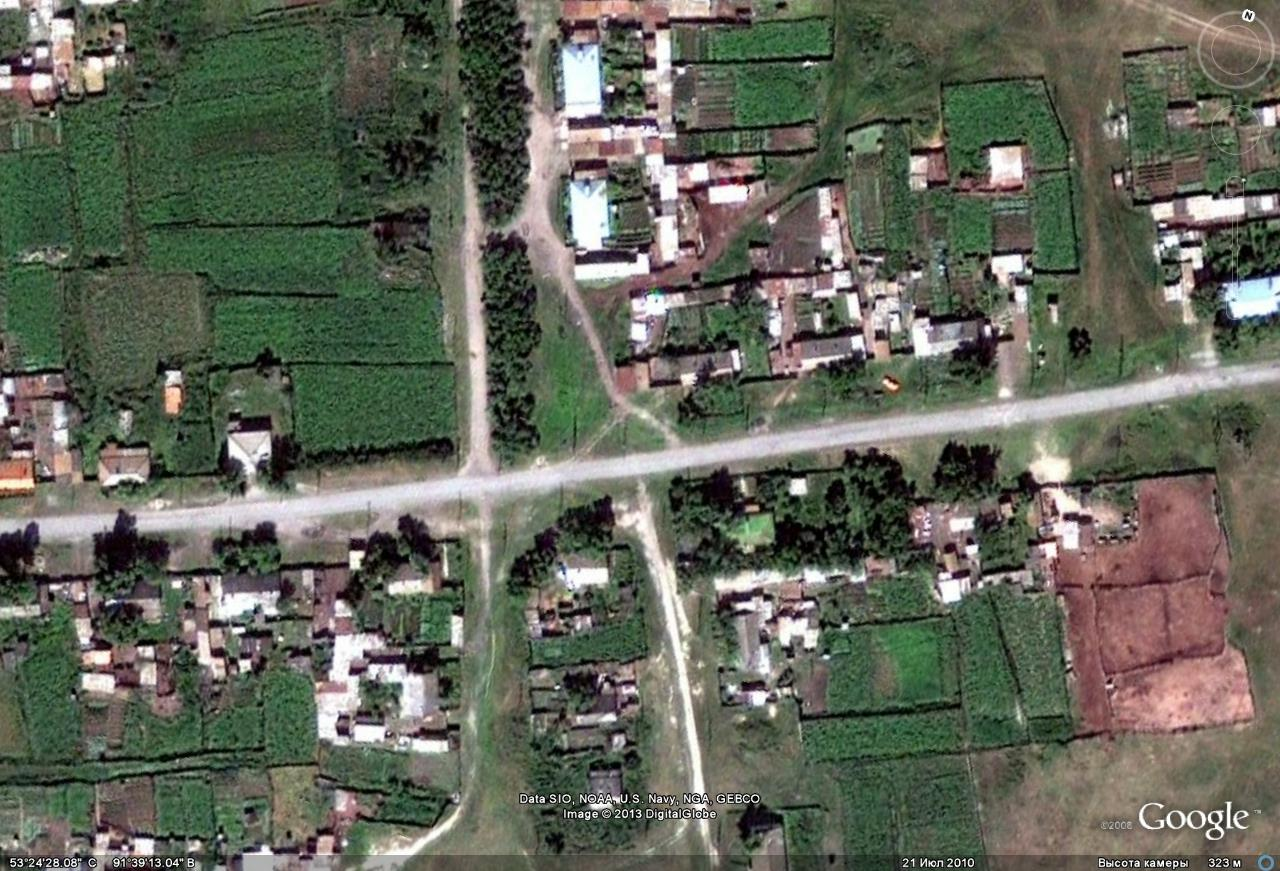 N
Data SIO, NOAA, U.S. Navy, NGA, GEBCO
Image © 2013 DigitalGlobe
©2008 Google™
53°24'28.08" С 91°39'13.04" В 21 Июл 2010 Высота камеры 323 м